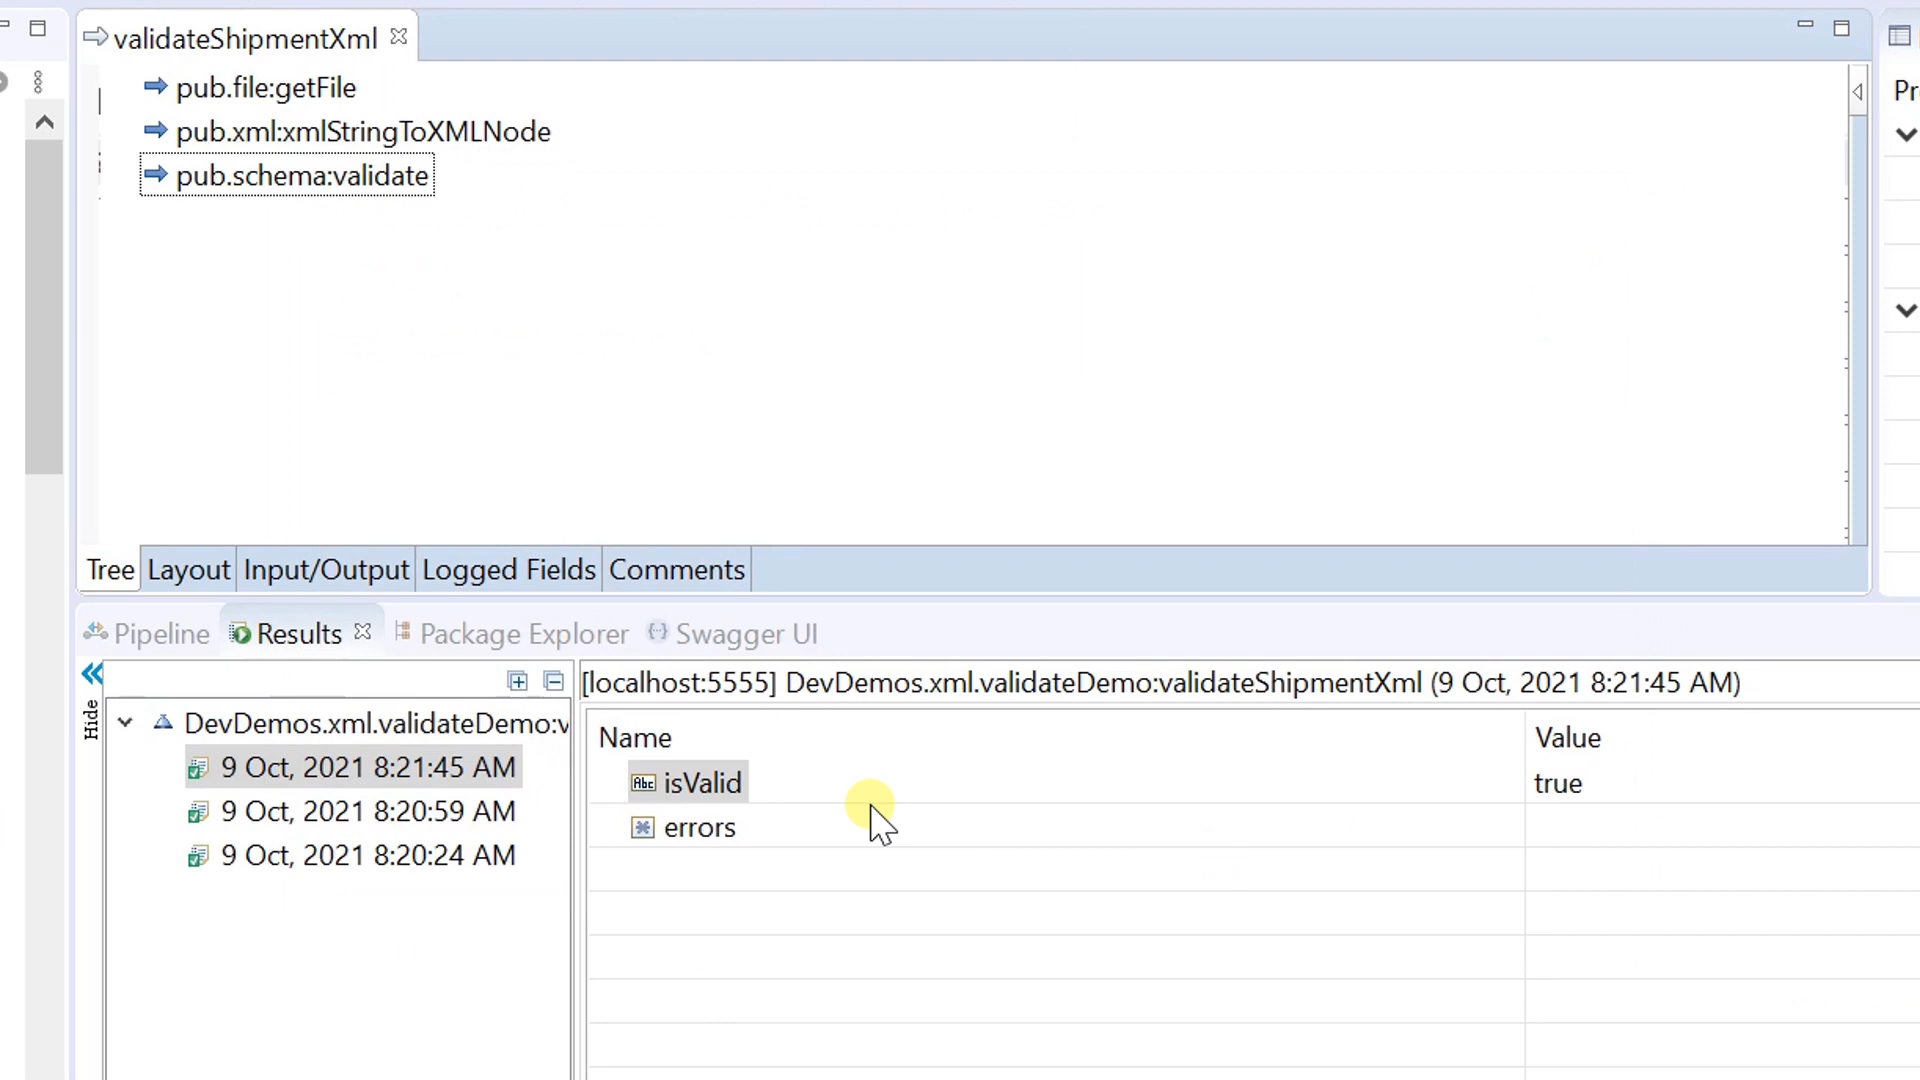 validateShipmentXml
pub.file:getFile
pub.xml:xmlStringToXMLNode
pub.schema:validate
Tree Layout Input/Output Logged Fields Comments
Pipeline Results Package Explorer Swagger UI
Hide
[localhost:5555] DevDemos.xml.validateDemo:validateShipmentXml (9 Oct, 2021 8:21:45 AM)
DevDemos.xml.validateDemo:v
9 Oct, 2021 8:21:45 AM
9 Oct, 2021 8:20:59 AM
9 Oct, 2021 8:20:24 AM
Name Value
Abc isValid true
errors
Pr